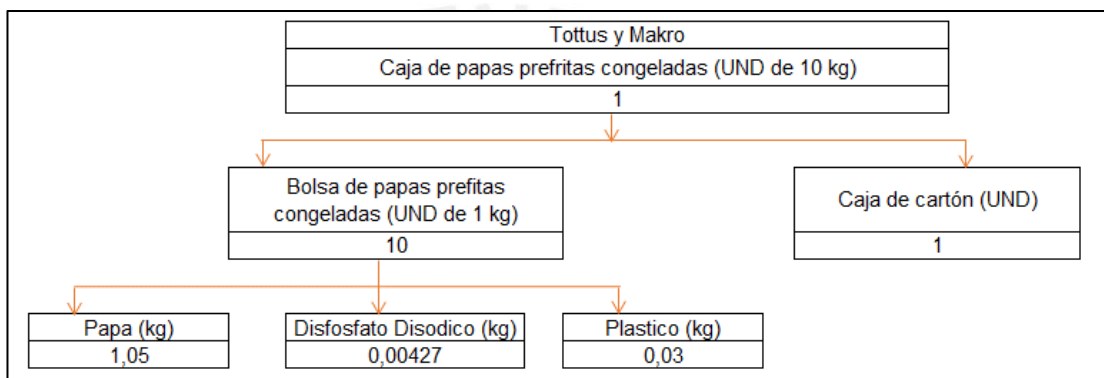 Tottus y Makro
Caja de papas prefritas congeladas (UND de 10 kg)
1
Bolsa de papas prefitas
congeladas (UND de 1 kg)
10
Caja de cartón (UND)
1
Papa (kg)
1,05
Disfosfato Disodico (kg)
0,00427
Plastico (kg)
0,03